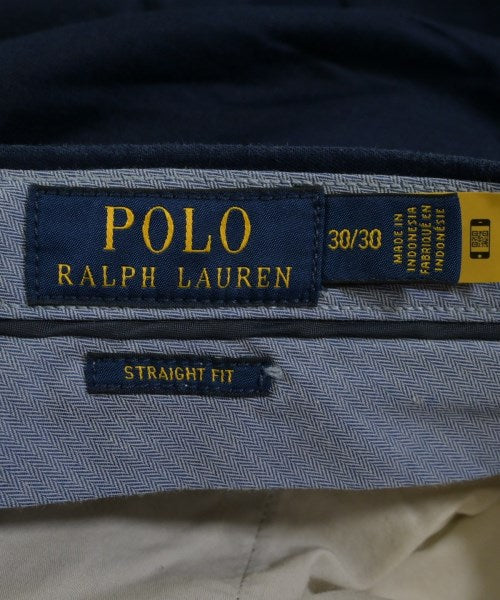 POLO
RALPH LAUREN
30/30
MADE IN
INDONESIA
FABRIQUÉ EN
INDONÉSIE
STRAIGHT FIT